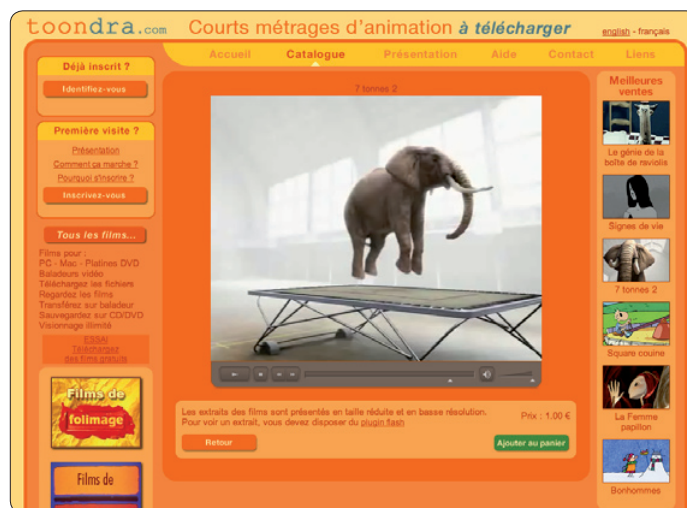 toondra.com
Courts métrages d'animation à télécharger
english - français
Accueil Catalogue Présentation Aide Contact Liens
Déjà inscrit ?
Identifiez-vous
Première visite ?
Présentation
Comment ça marche ?
Pourquoi s'inscrire ?
Inscrivez-vous
Tous les films...
Films pour :
PC - Mac - Platines DVD
Baladeurs vidéo
Téléchargez les fichiers
Regardez les films
Transférez sur baladeur
Sauvegardez sur CD/DVD
Visionnage illimité
ESSAI
Téléchargez
des films gratuits
Films de
folimage
Films de
7 tonnes 2
Les extraits des films sont présentés en taille réduite et en basse résolution.
Pour voir un extrait, vous devez disposer du plugin flash
Prix : 1.00 €
Retour
Ajouter au panier
Meilleures
ventes
Le génie de la
boîte de raviolis
Signes de vie
7 tonnes 2
Square couine
La Femme
papillon
Bonhommes